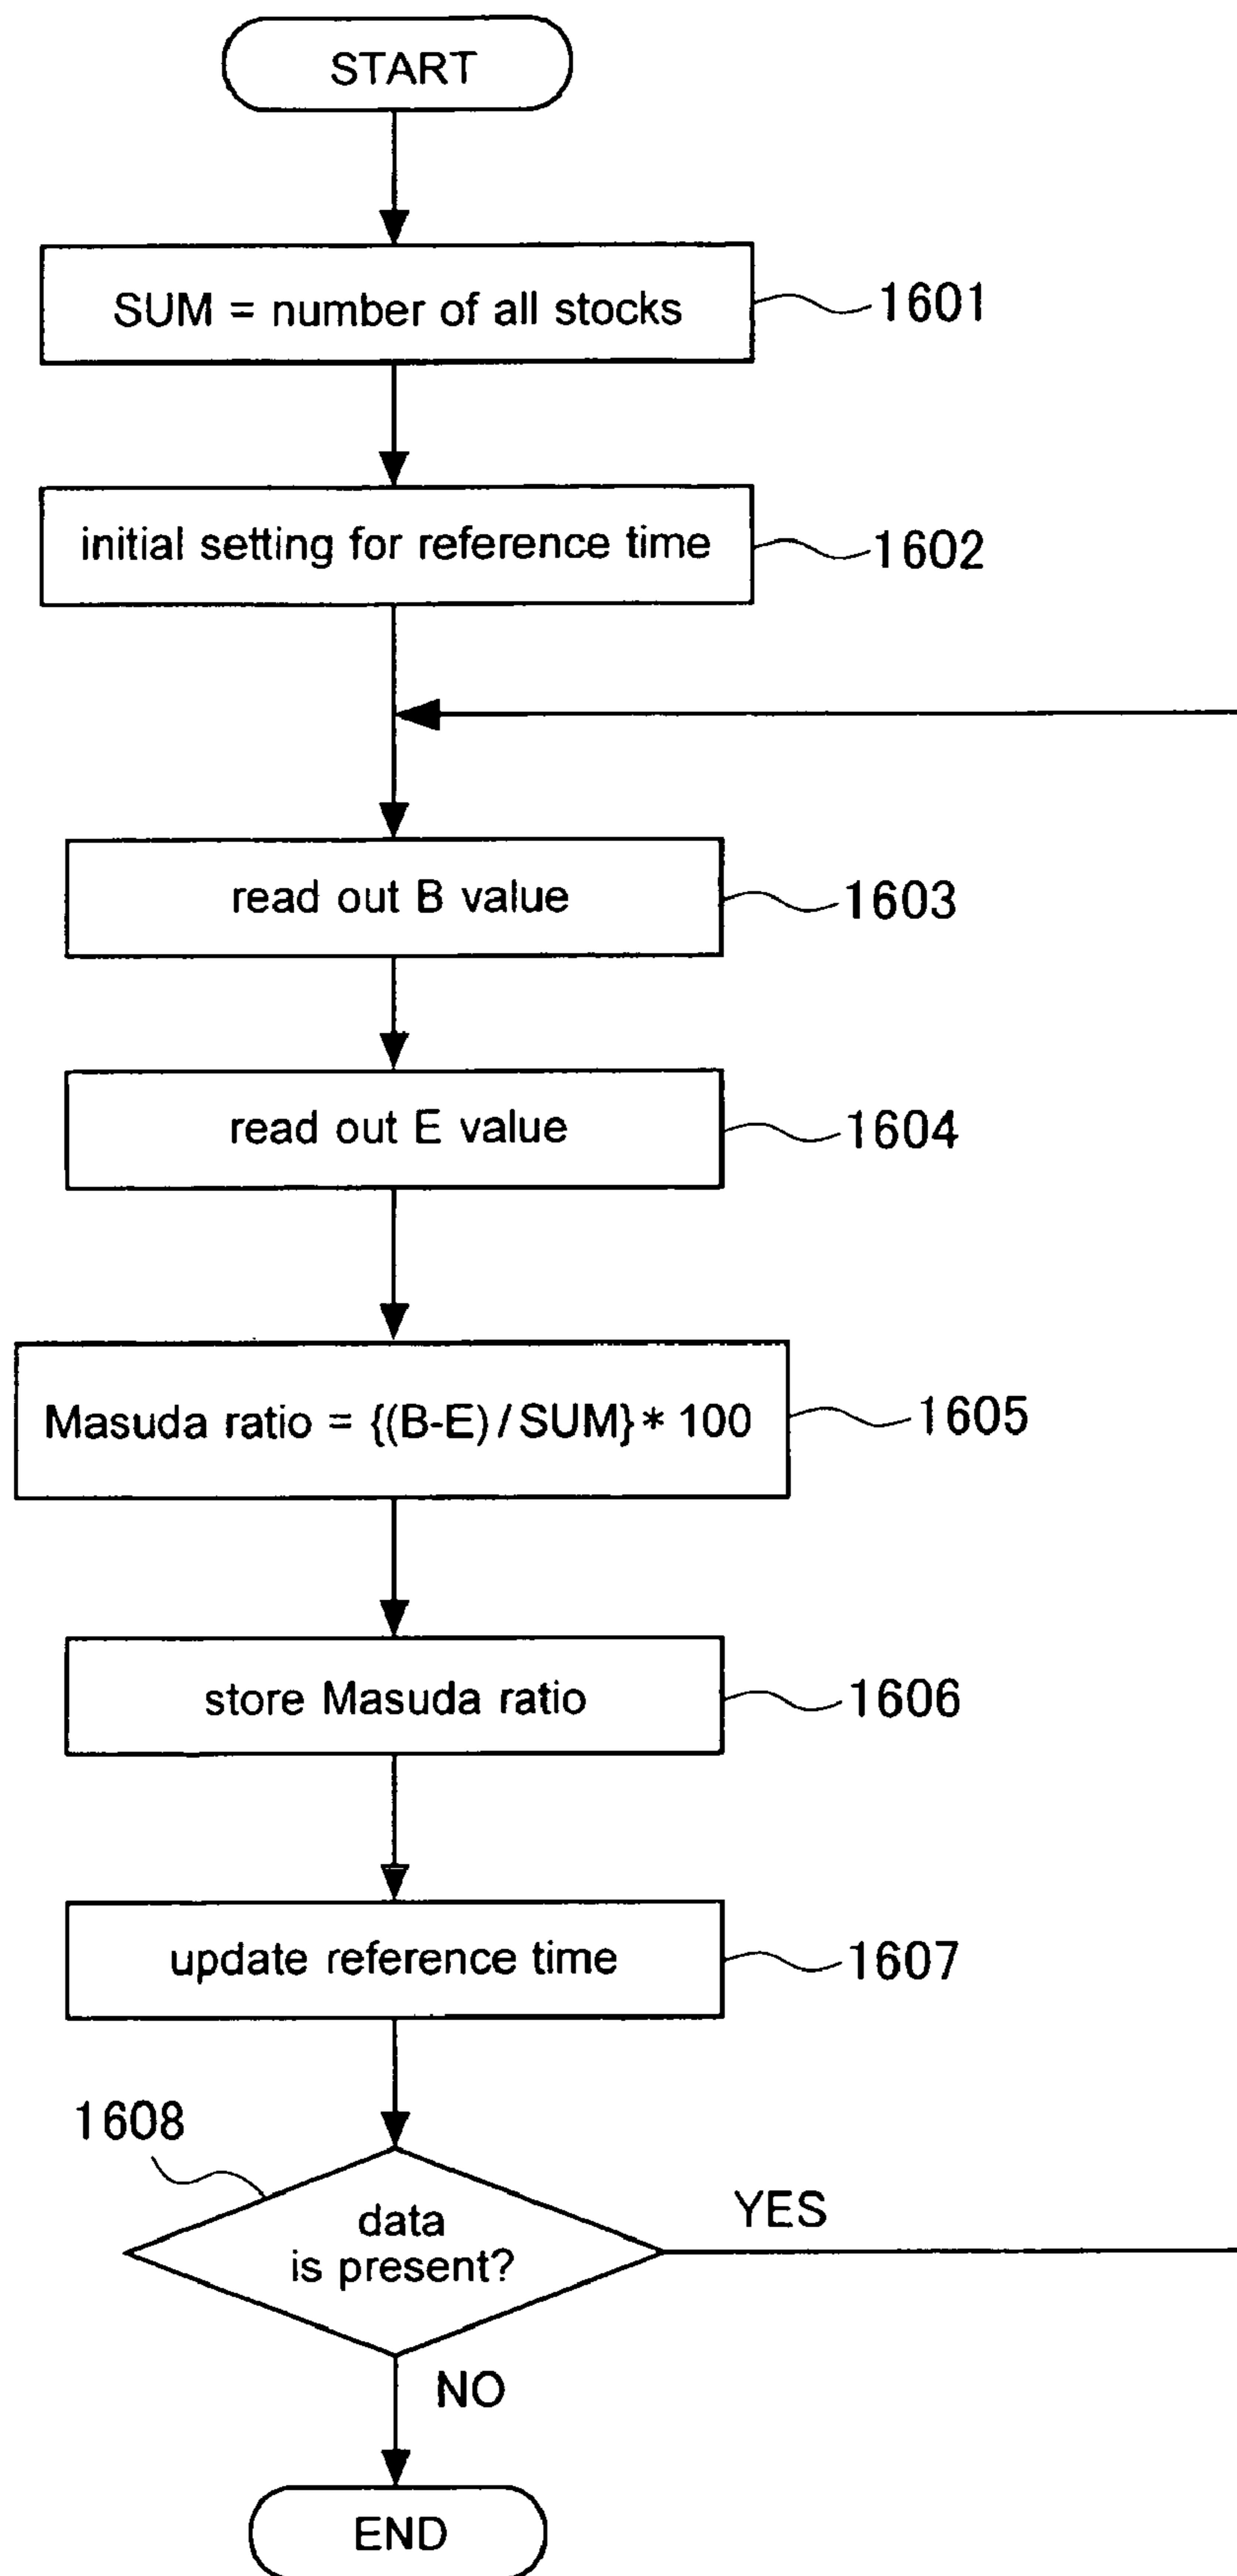 START
SUM = number of all stocks
1601
initial setting for reference time
1602
read out B value
1603
read out E value
1604
Masuda ratio = {(B-E)/SUM}* 100
1605
store Masuda ratio
1606
update reference time
1607
1608
data
is present?
YES
NO
END